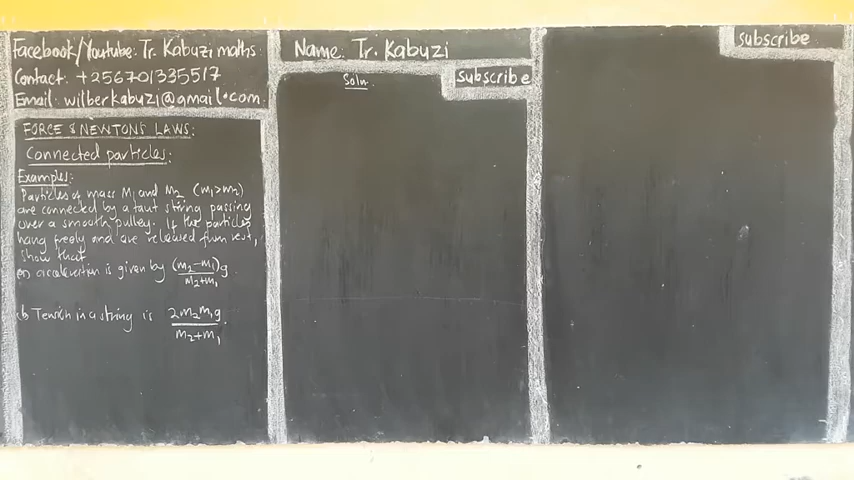 Facebook/Youtube: Tr. Kabuzi maths.
Contact: +256701335517
Email: wilberkabuzi@gmail.com
FORCE & NEWTON'S LAWS:
Connected particles:
Examples:
Particles of mass M₁ and M₂ (m₁>m₂)
are connected by a taut string passing
over a smooth pulley. If the particles
hang freely and are released from rest,
show that
(a) acceleration is given by (m₂-m₁)g / m₂+m₁
(b) Tension in a string is 2m₂m₁g / m₂+m₁.
Name: Tr. Kabuzi
Soln.
subscribe
subscribe